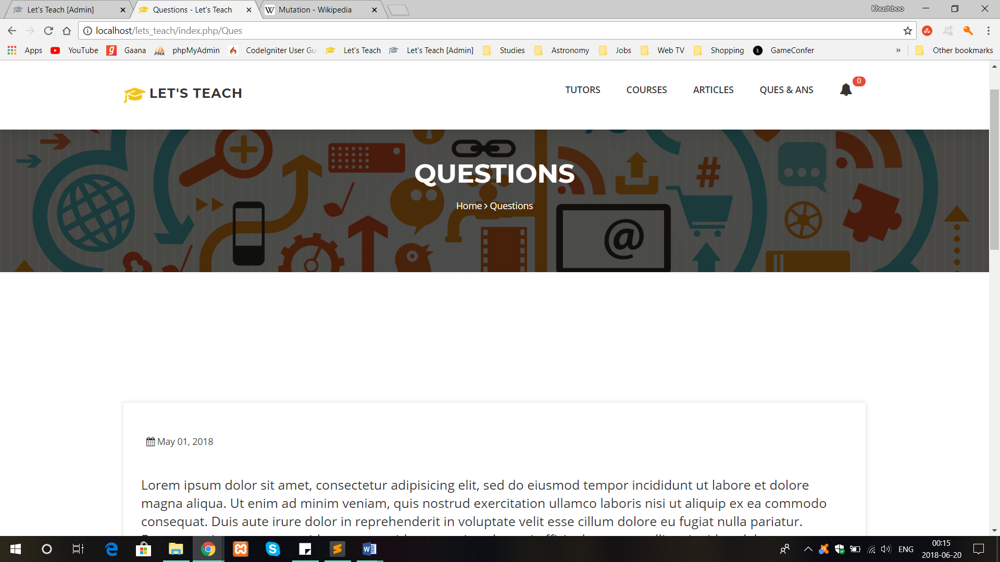 Let's Teach [Admin]
Questions - Let's Teach
W Mutation - Wikipedia
Khushboo
localhost/lets_teach/index.php/Ques
Apps YouTube Gaana phpMyAdmin CodeIgniter User Gu Let's Teach Let's Teach [Admin] Studies Astronomy Jobs Web TV Shopping GameConfer » Other bookmarks
LET'S TEACH
TUTORS COURSES ARTICLES QUES & ANS 0
QUESTIONS
Home > Questions
May 01, 2018
Lorem ipsum dolor sit amet, consectetur adipisicing elit, sed do eiusmod tempor incididunt ut labore et dolore
magna aliqua. Ut enim ad minim veniam, quis nostrud exercitation ullamco laboris nisi ut aliquip ex ea commodo
consequat. Duis aute irure dolor in reprehenderit in voluptate velit esse cillum dolore eu fugiat nulla pariatur.
ENG
00:15
2018-06-20